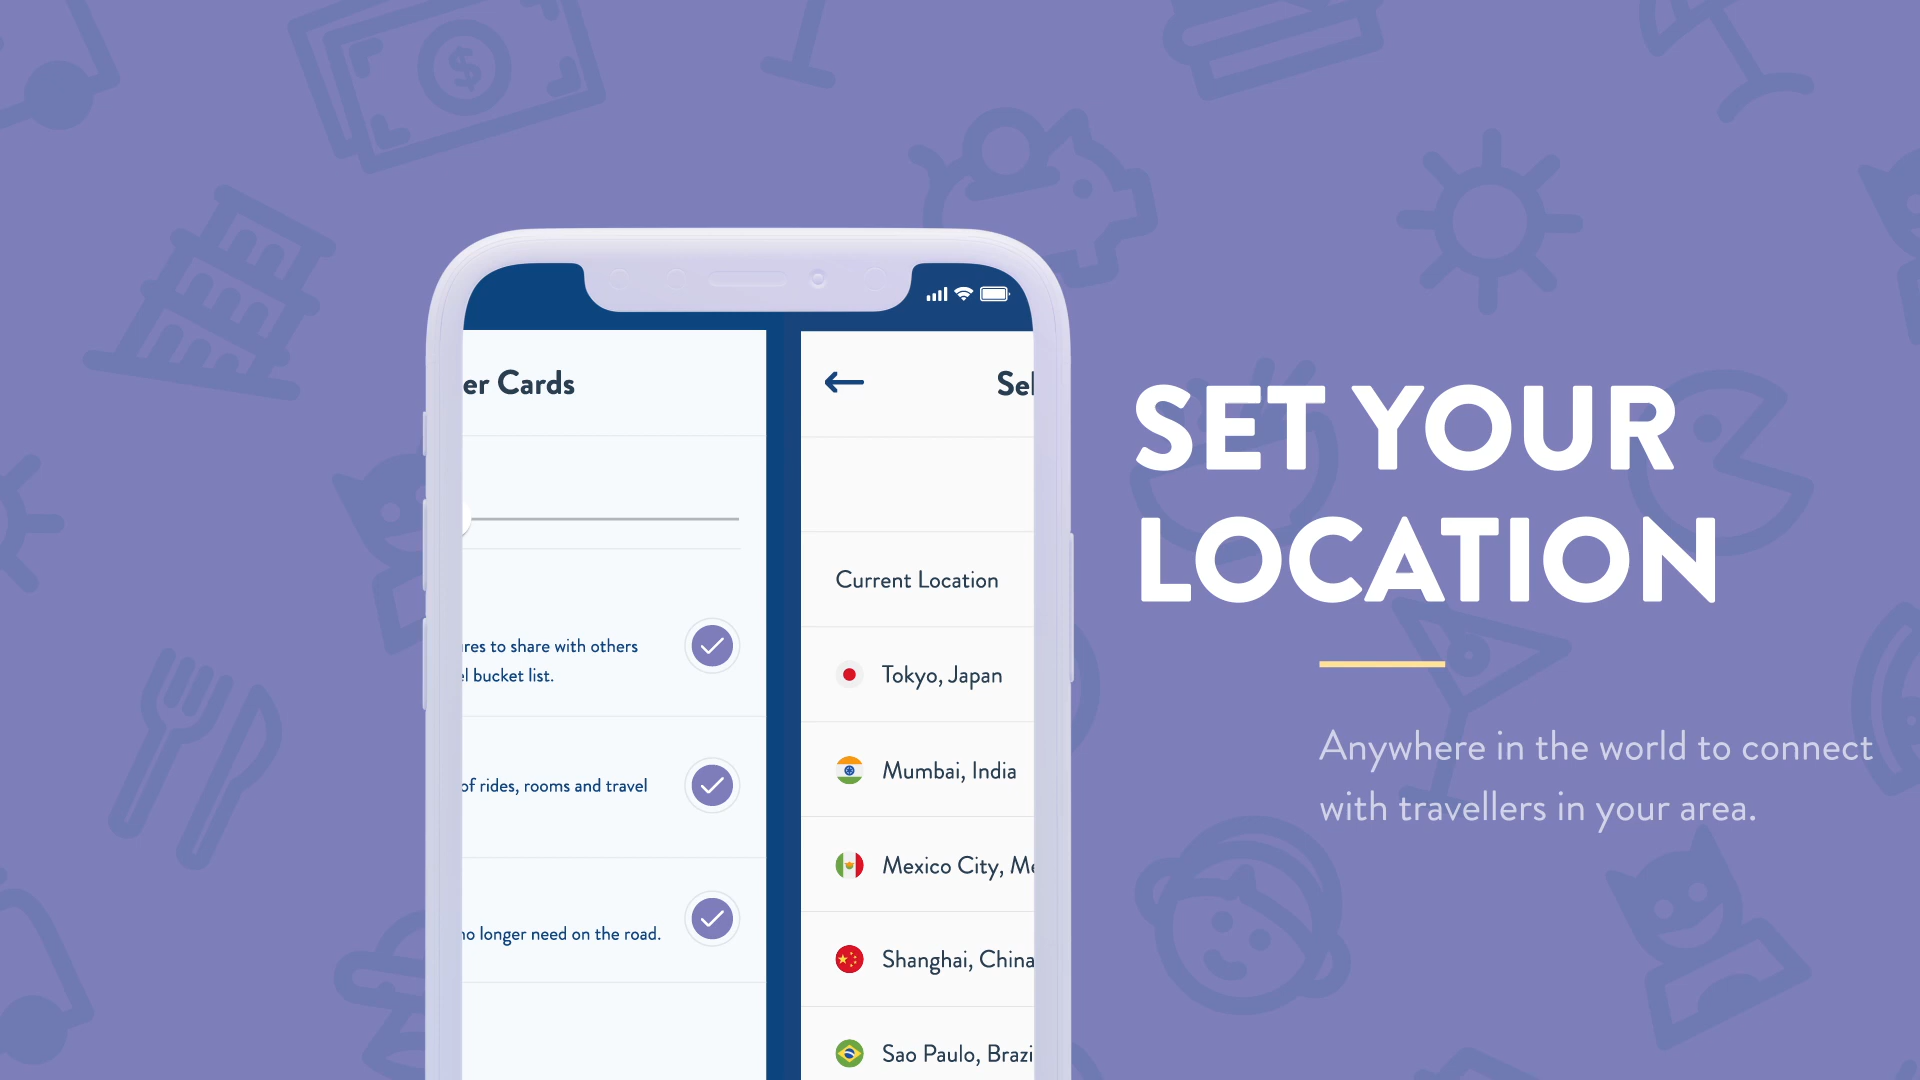 er Cards
res to share with others
l bucket list.
of rides, rooms and travel
no longer need on the road.
Sel
Current Location
Tokyo, Japan
Mumbai, India
Mexico City, Me
Shanghai, China
Sao Paulo, Brazi
SET YOUR
LOCATION
Anywhere in the world to connect
with travellers in your area.